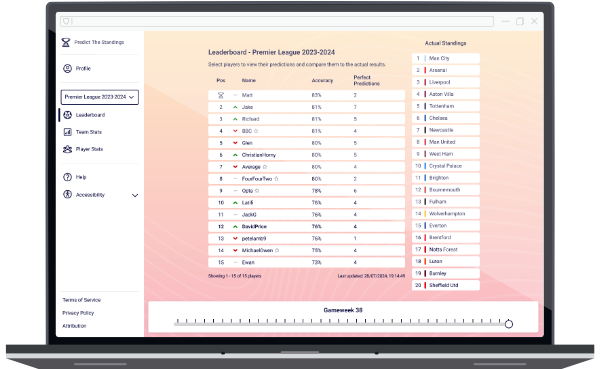 Predict The Standings
Profile
Premier League 2023-2024
Leaderboard
Team Stats
Player Stats
Help
Accessibility
Terms of Service
Privacy Policy
Attribution
Leaderboard - Premier League 2023-2024
Select players to view their predictions and compare them to the actual results.
Pos Name Accuracy Perfect Predictions
Matt 83% 2
2 Jake 81% 7
3 Richard 81% 5
4 BBC 81% 4
5 Glen 80% 5
6 ChristianHorny 80% 5
7 Average 80% 4
8 FourFourTwo 80% 2
9 Opta 78% 6
10 Latifi 76% 4
11 JackG 76% 4
12 DavidPrice 76% 4
13 petelam69 76% 1
14 MichaelOwen 75% 4
15 Ewan 73% 4
Showing 1 - 15 of 15 players
Last updated: 20/07/2024, 19:14:49
Actual Standings
1 Man City
2 Arsenal
3 Liverpool
4 Aston Villa
5 Tottenham
6 Chelsea
7 Newcastle
8 Man United
9 West Ham
10 Crystal Palace
11 Brighton
12 Bournemouth
13 Fulham
14 Wolverhampton
15 Everton
16 Brentford
17 Notts Forest
18 Luton
19 Burnley
20 Sheffield Utd
Gameweek 38